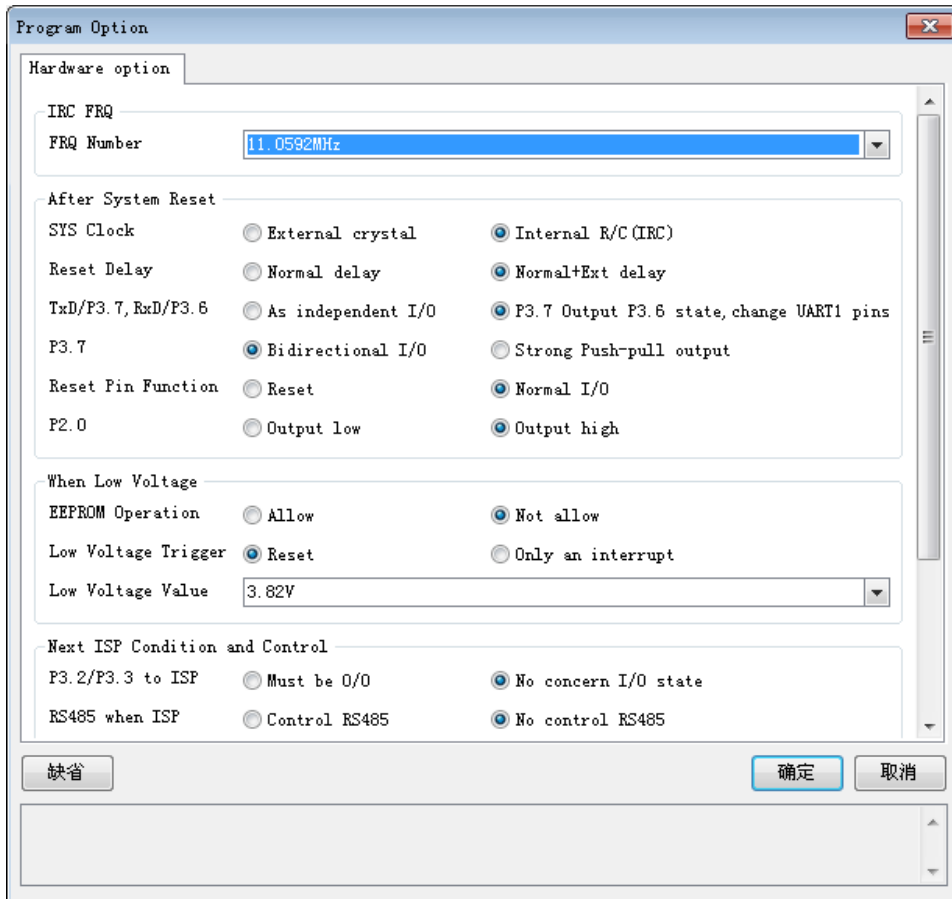 Program Option
Hardware option
IRC FRQ
FRQ Number 11.0592MHz
After System Reset
SYS Clock External crystal Internal R/C(IRC)
Reset Delay Normal delay Normal+Ext delay
TxD/P3.7,RxD/P3.6 As independent I/O P3.7 Output P3.6 state,change UART1 pins
P3.7 Bidirectional I/O Strong Push-pull output
Reset Pin Function Reset Normal I/O
P2.0 Output low Output high
When Low Voltage
EEPROM Operation Allow Not allow
Low Voltage Trigger Reset Only an interrupt
Low Voltage Value 3.82V
Next ISP Condition and Control
P3.2/P3.3 to ISP Must be 0/0 No concern I/O state
RS485 when ISP Control RS485 No control RS485
缺省 确定 取消